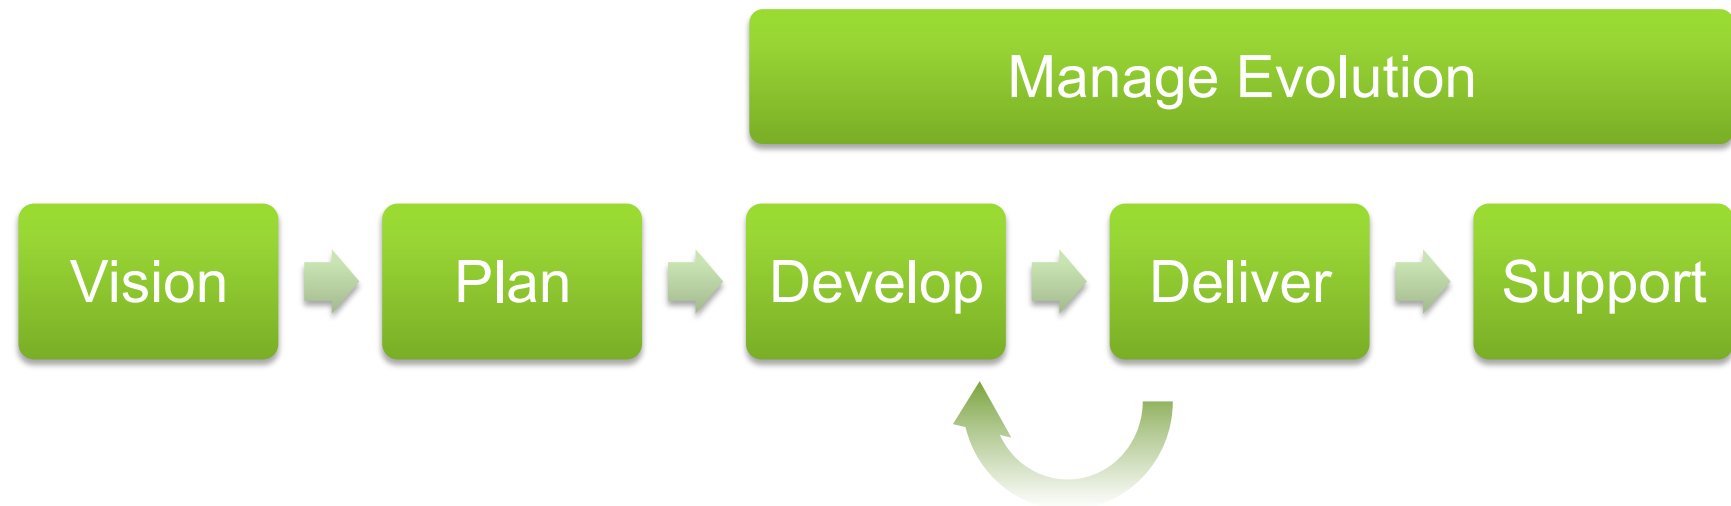 Manage Evolution
Vision
Plan
Develop
Deliver
Support